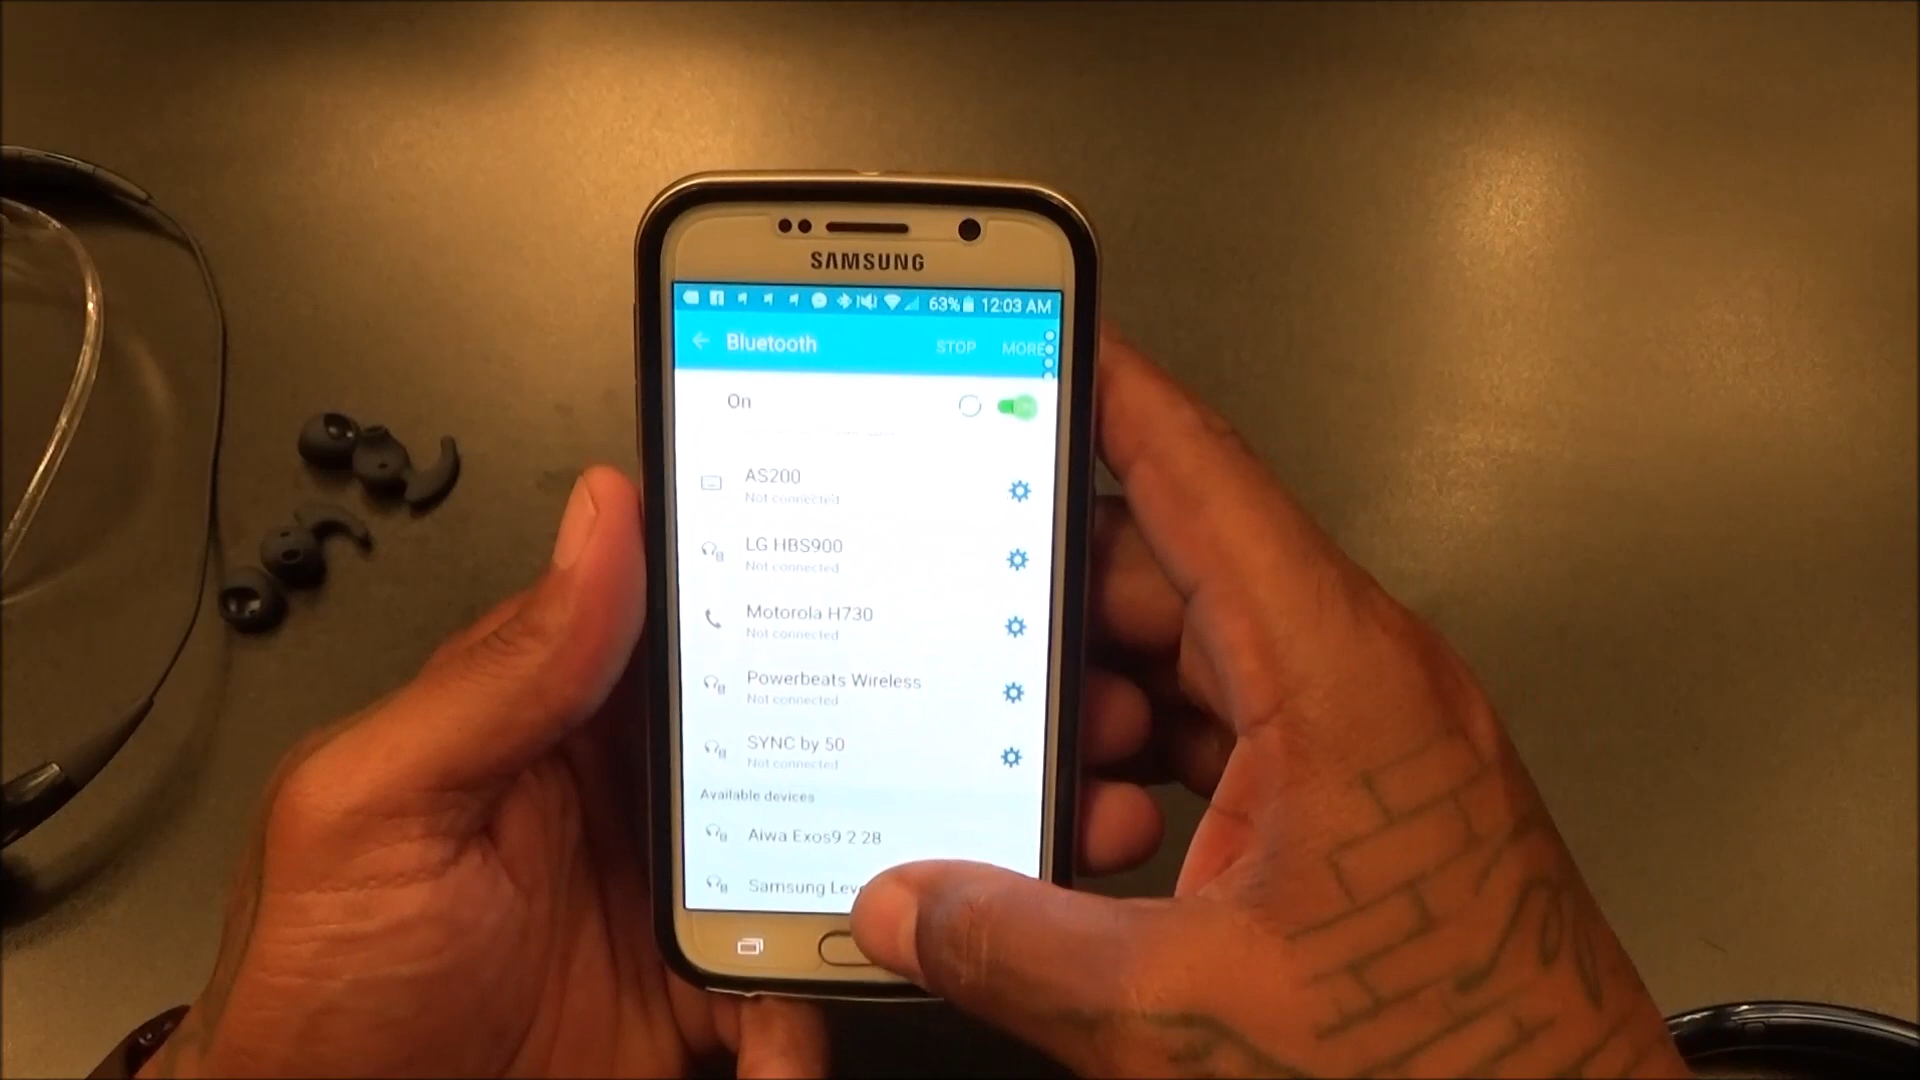 SAMSUNG
63% 12:03 AM
Bluetooth STOP MORE
On
AS200
Not connected
LG HBS900
Not connected
Motorola H730
Not connected
Powerbeats Wireless
Not connected
SYNC by 50
Not connected
Available devices
Aiwa Exos9 2 28
Samsung Leve